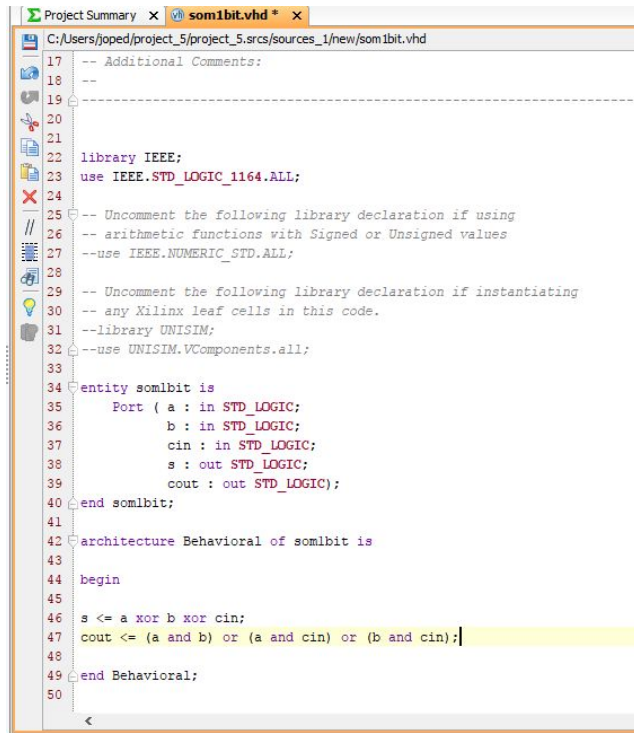 Project Summary × som1bit.vhd * ×
C:/Users/joped/project_5/project_5.srcs/sources_1/new/som1bit.vhd
17 -- Additional Comments:
18 --
19 ----------------------------------------------------------------------------------
20
21
22 library IEEE;
23 use IEEE.STD_LOGIC_1164.ALL;
24
25 -- Uncomment the following library declaration if using
26 -- arithmetic functions with Signed or Unsigned values
27 --use IEEE.NUMERIC_STD.ALL;
28
29 -- Uncomment the following library declaration if instantiating
30 -- any Xilinx leaf cells in this code.
31 --library UNISIM;
32 --use UNISIM.VComponents.all;
33
34 entity som1bit is
35 Port ( a : in STD_LOGIC;
36 b : in STD_LOGIC;
37 cin : in STD_LOGIC;
38 s : out STD_LOGIC;
39 cout : out STD_LOGIC);
40 end som1bit;
41
42 architecture Behavioral of som1bit is
43
44 begin
45
46 s <= a xor b xor cin;
47 cout <= (a and b) or (a and cin) or (b and cin);
48
49 end Behavioral;
50